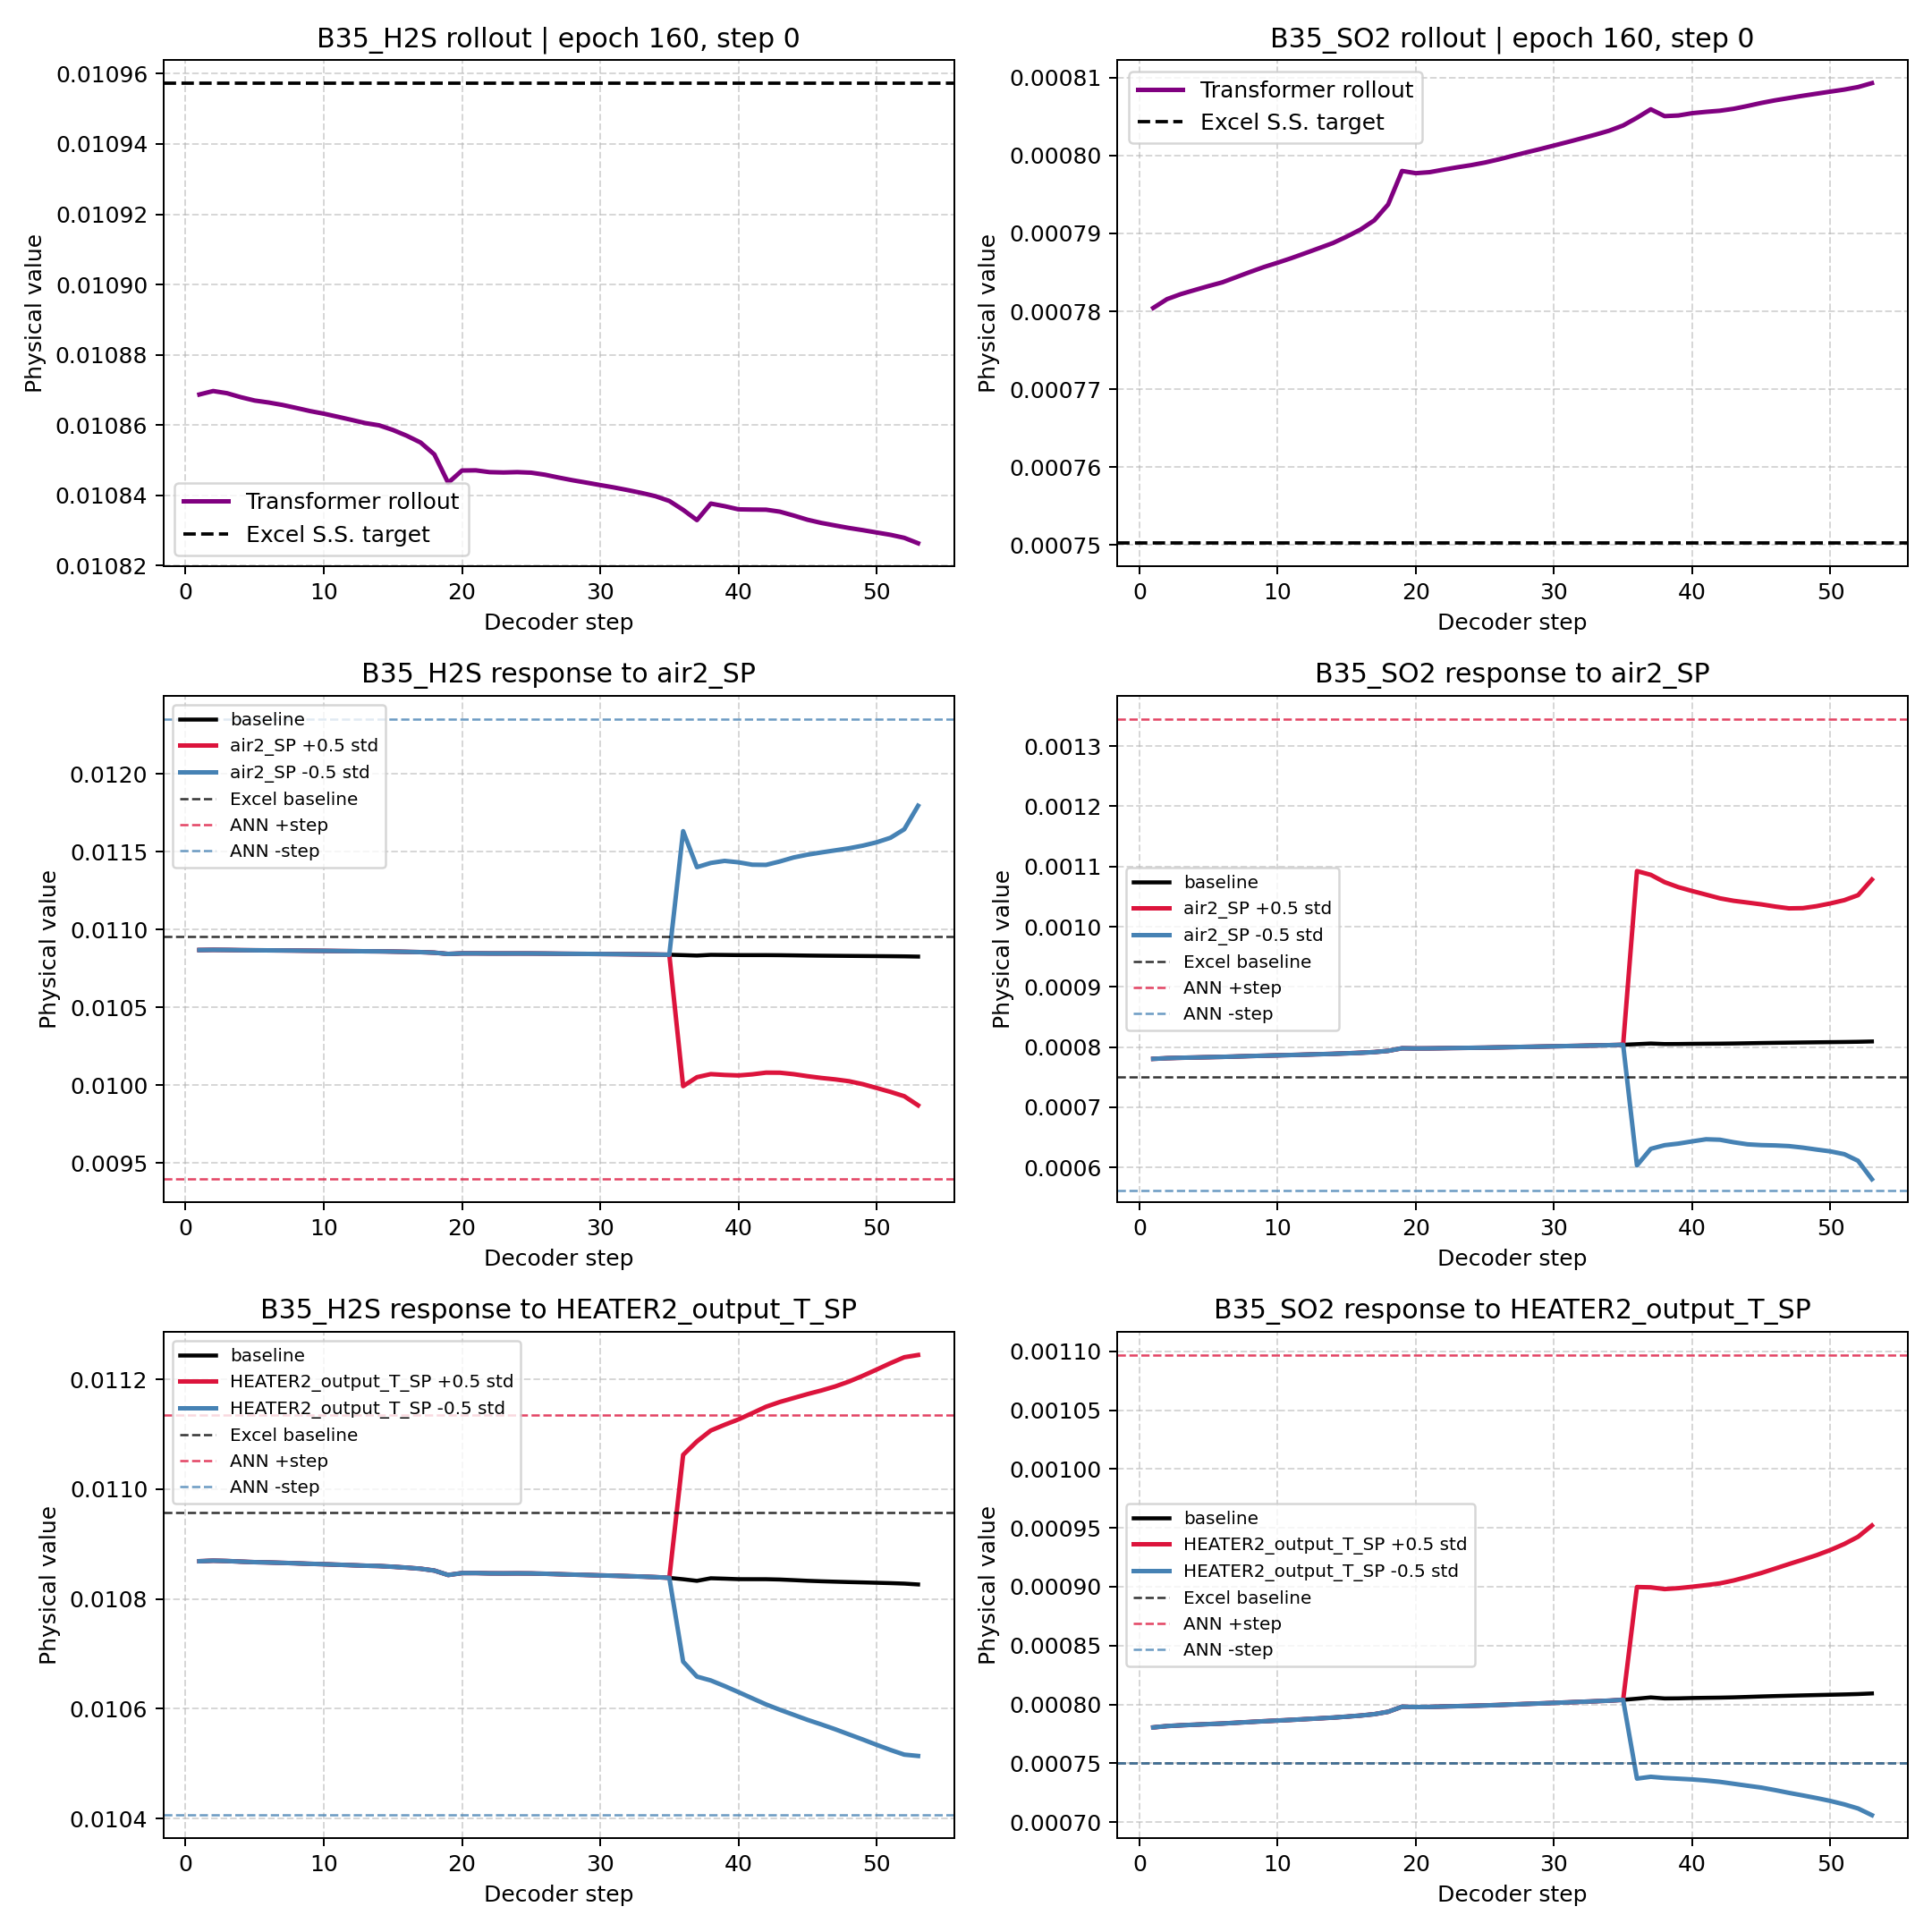 B35_H2S rollout | epoch 160, step 0
Physical value
0.01096
0.01094
0.01092
0.01090
0.01088
0.01086
0.01084
0.01082
Transformer rollout
Excel S.S. target
0 10 20 30 40 50
Decoder step
B35_SO2 rollout | epoch 160, step 0
Physical value
0.00081
0.00080
0.00079
0.00078
0.00077
0.00076
0.00075
Transformer rollout
Excel S.S. target
0 10 20 30 40 50
Decoder step
B35_H2S response to air2_SP
Physical value
0.0120
0.0115
0.0110
0.0105
0.0100
0.0095
baseline
air2_SP +0.5 std
air2_SP -0.5 std
Excel baseline
ANN +step
ANN -step
0 10 20 30 40 50
Decoder step
B35_SO2 response to air2_SP
Physical value
0.0013
0.0012
0.0011
0.0010
0.0009
0.0008
0.0007
0.0006
baseline
air2_SP +0.5 std
air2_SP -0.5 std
Excel baseline
ANN +step
ANN -step
0 10 20 30 40 50
Decoder step
B35_H2S response to HEATER2_output_T_SP
Physical value
0.0112
0.0110
0.0108
0.0106
0.0104
baseline
HEATER2_output_T_SP +0.5 std
HEATER2_output_T_SP -0.5 std
Excel baseline
ANN +step
ANN -step
0 10 20 30 40 50
Decoder step
B35_SO2 response to HEATER2_output_T_SP
Physical value
0.00110
0.00105
0.00100
0.00095
0.00090
0.00085
0.00080
0.00075
0.00070
baseline
HEATER2_output_T_SP +0.5 std
HEATER2_output_T_SP -0.5 std
Excel baseline
ANN +step
ANN -step
0 10 20 30 40 50
Decoder step